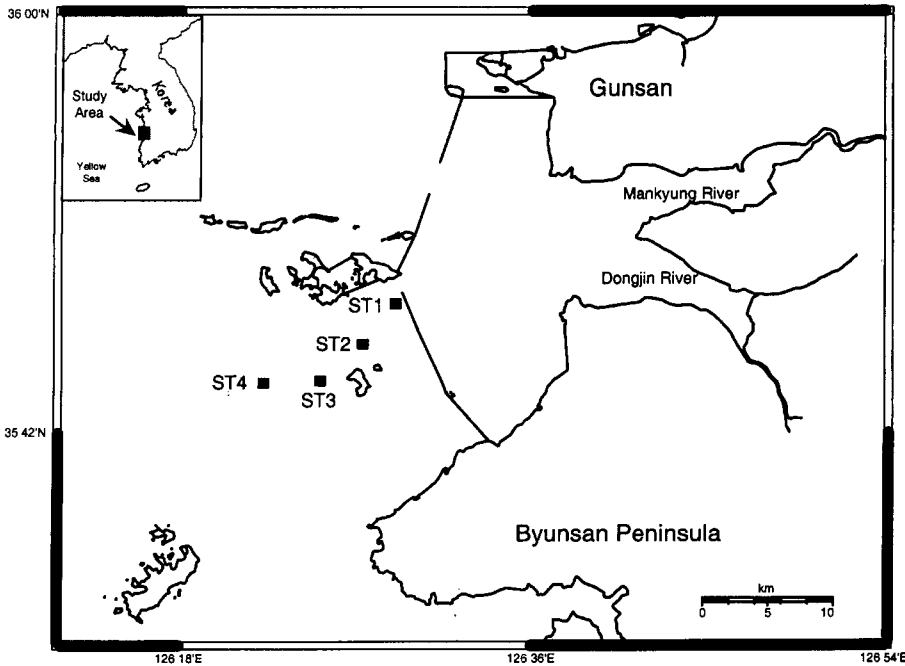 36 00'N
Korea
Study
Area
Yellow
Sea
Gunsan
Mankyung River
Dongjin River
ST1
ST2
ST4
ST3
35 42'N
Byunsan Peninsula
km
0 5 10
126 18'E 126 36'E 126 54'E